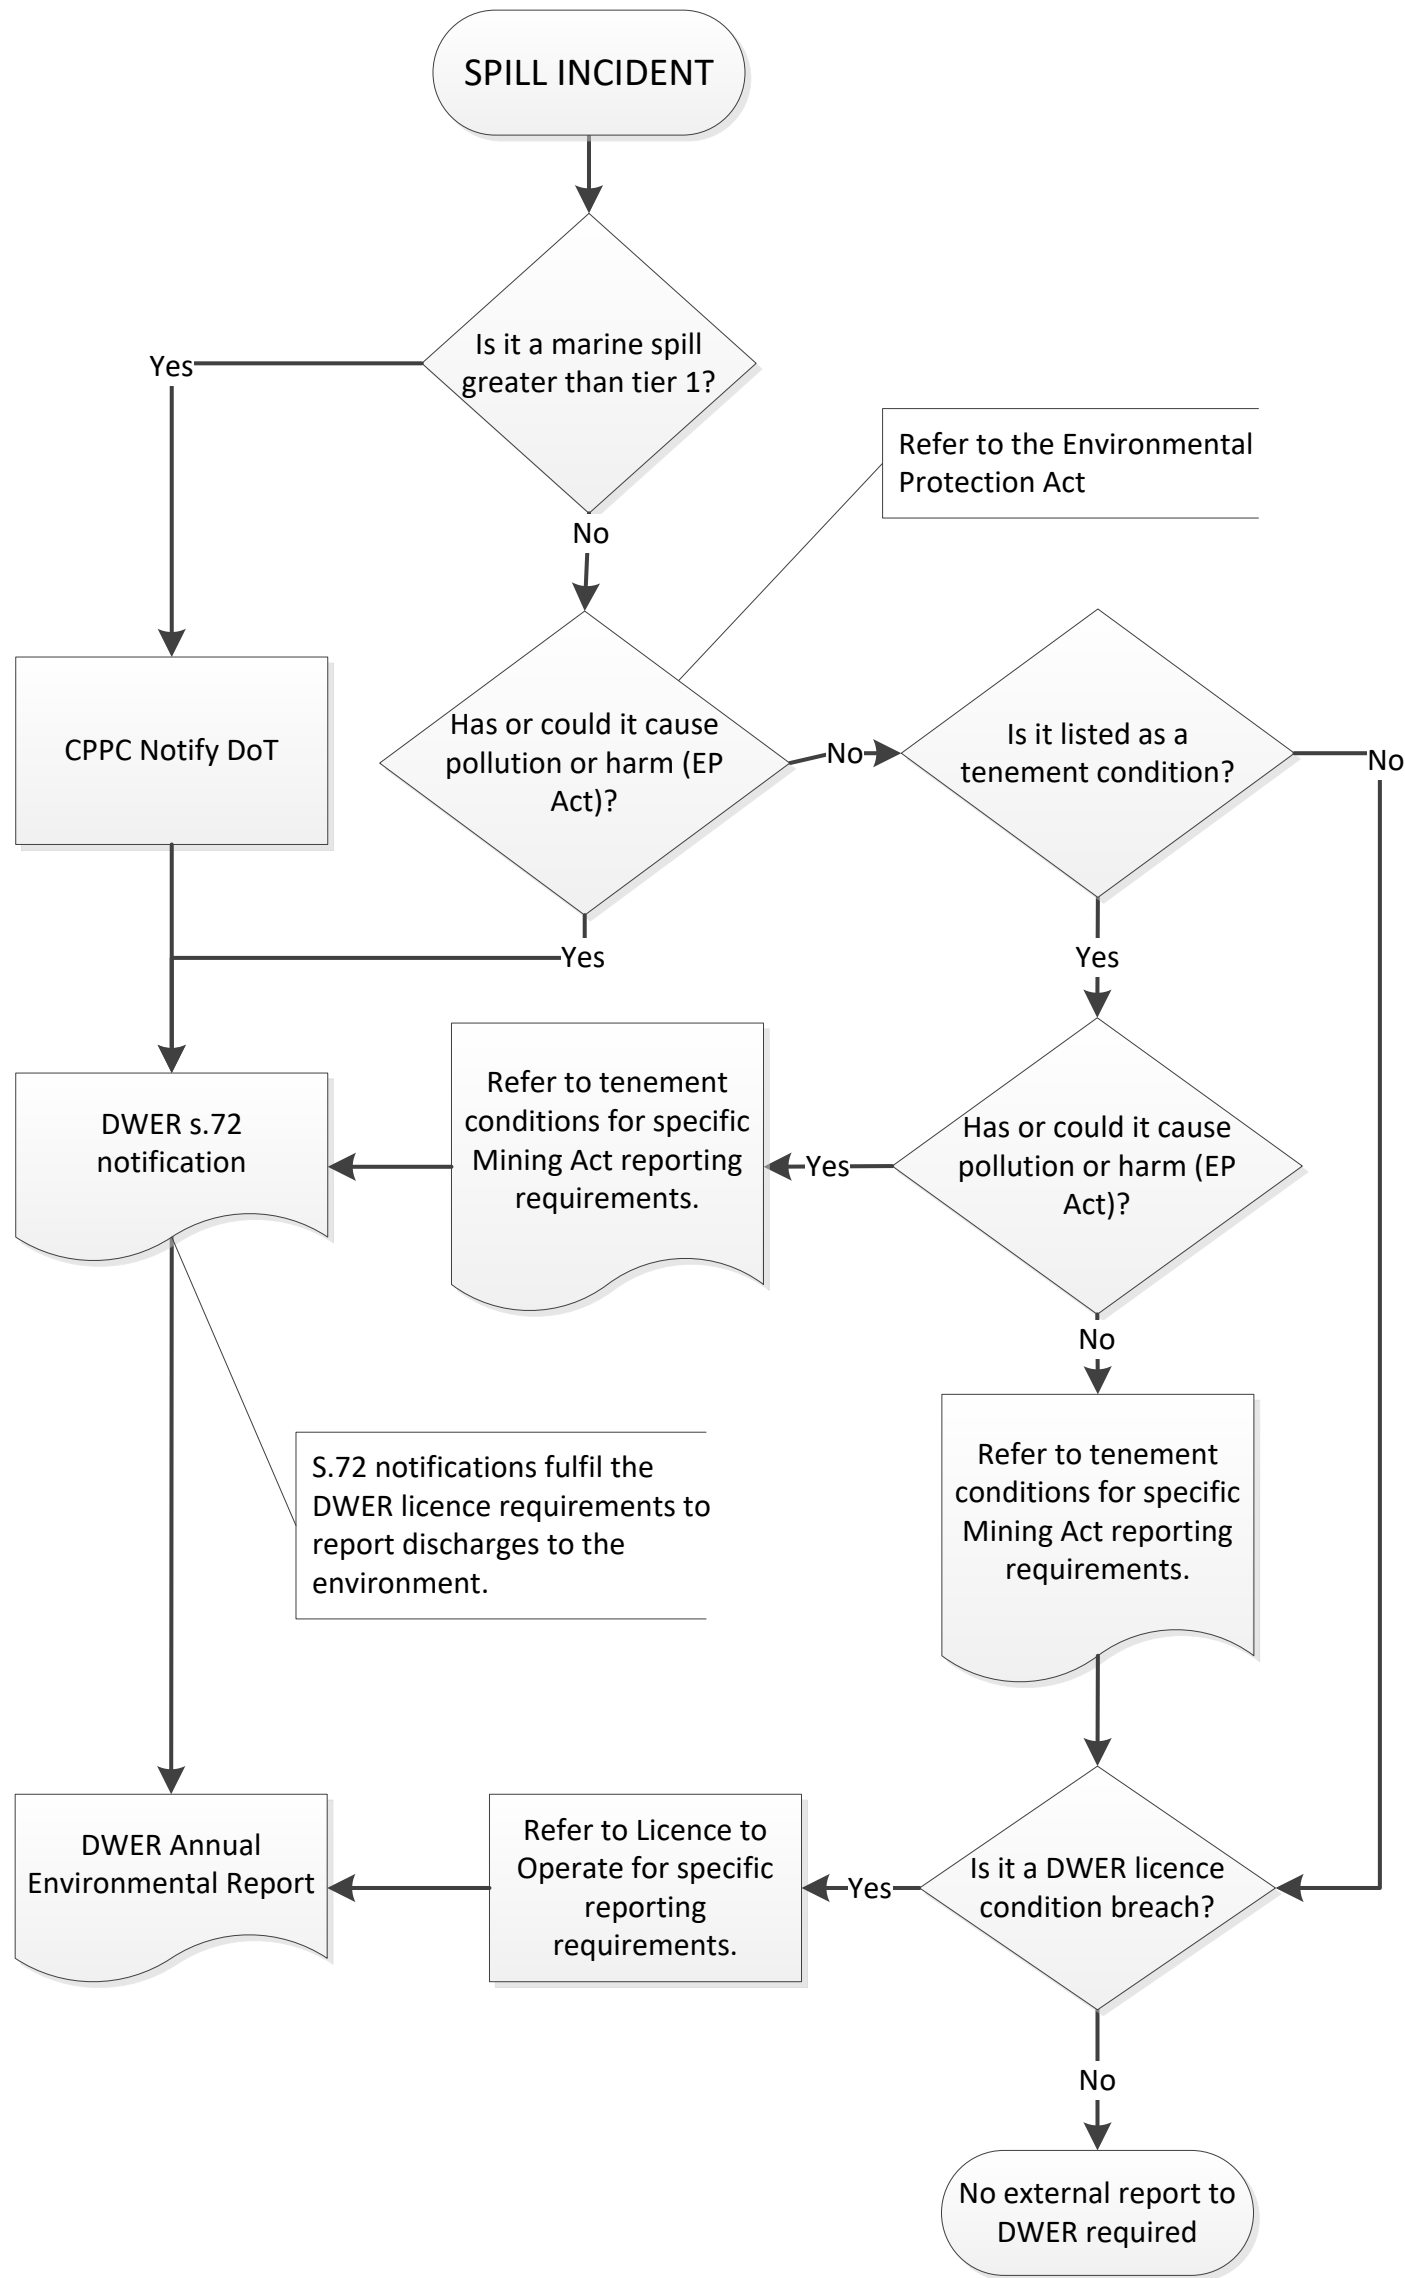 SPILL INCIDENT
Is it a marine spill
greater than tier 1?
Yes
No
Refer to the Environmental
Protection Act
CPPC Notify DoT
Has or could it cause
pollution or harm (EP
Act)?
No
Is it listed as a
tenement condition?
No
Yes
Yes
DWER s.72
notification
Refer to tenement
conditions for specific
Mining Act reporting
requirements.
Yes
Has or could it cause
pollution or harm (EP
Act)?
No
S.72 notifications fulfil the
DWER licence requirements to
report discharges to the
environment.
Refer to tenement
conditions for specific
Mining Act reporting
requirements.
DWER Annual
Environmental Report
Refer to Licence to
Operate for specific
reporting
requirements.
Yes
Is it a DWER licence
condition breach?
No
No external report to
DWER required